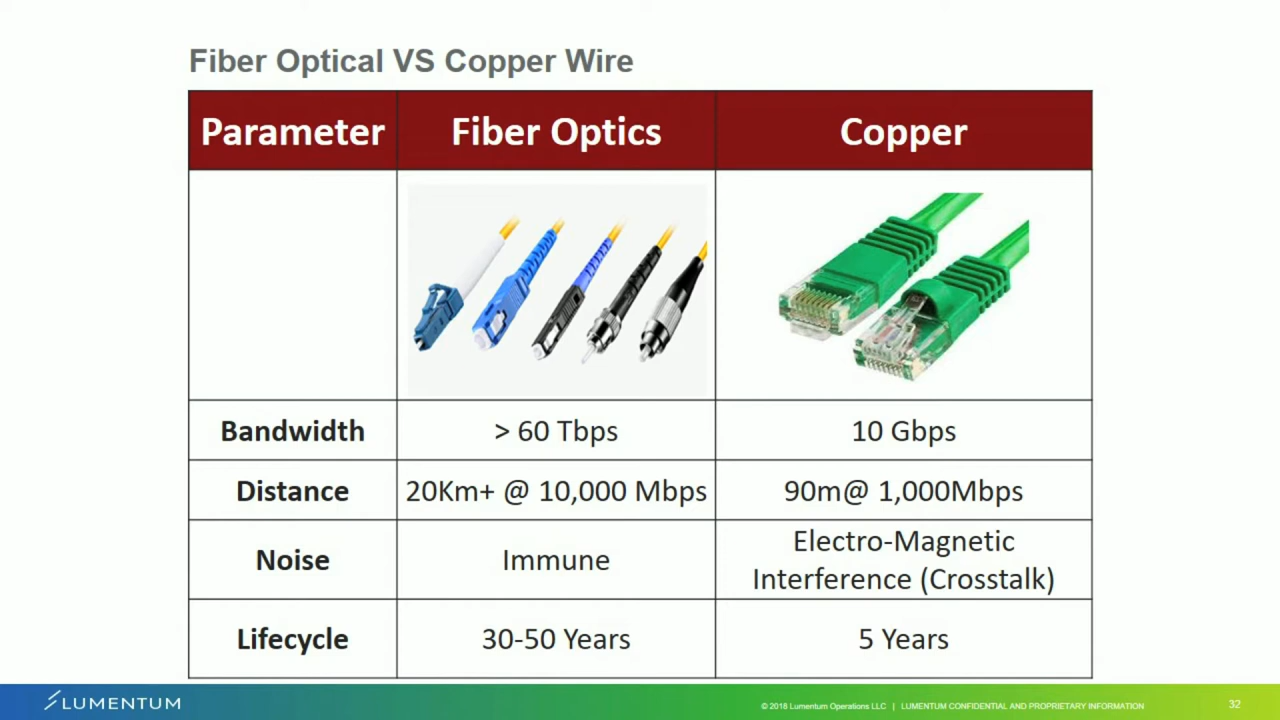 Fiber Optical VS Copper Wire
Parameter Fiber Optics Copper
Bandwidth > 60 Tbps 10 Gbps
Distance 20Km+ @ 10,000 Mbps 90m@ 1,000Mbps
Noise Immune Electro-Magnetic
Interference (Crosstalk)
Lifecycle 30-50 Years 5 Years
LUMENTUM © 2018 Lumentum Operations LLC | LUMENTUM CONFIDENTIAL AND PROPRIETARY INFORMATION 32